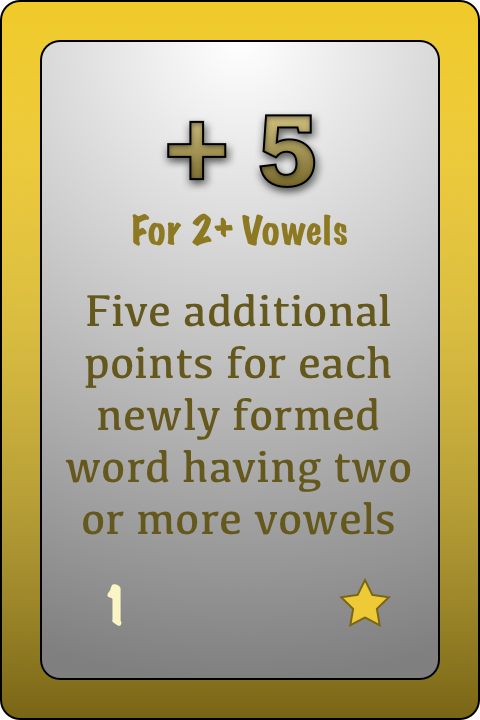 + 5
For 2+ Vowels
Five additional
points for each
newly formed
word having two
or more vowels
1